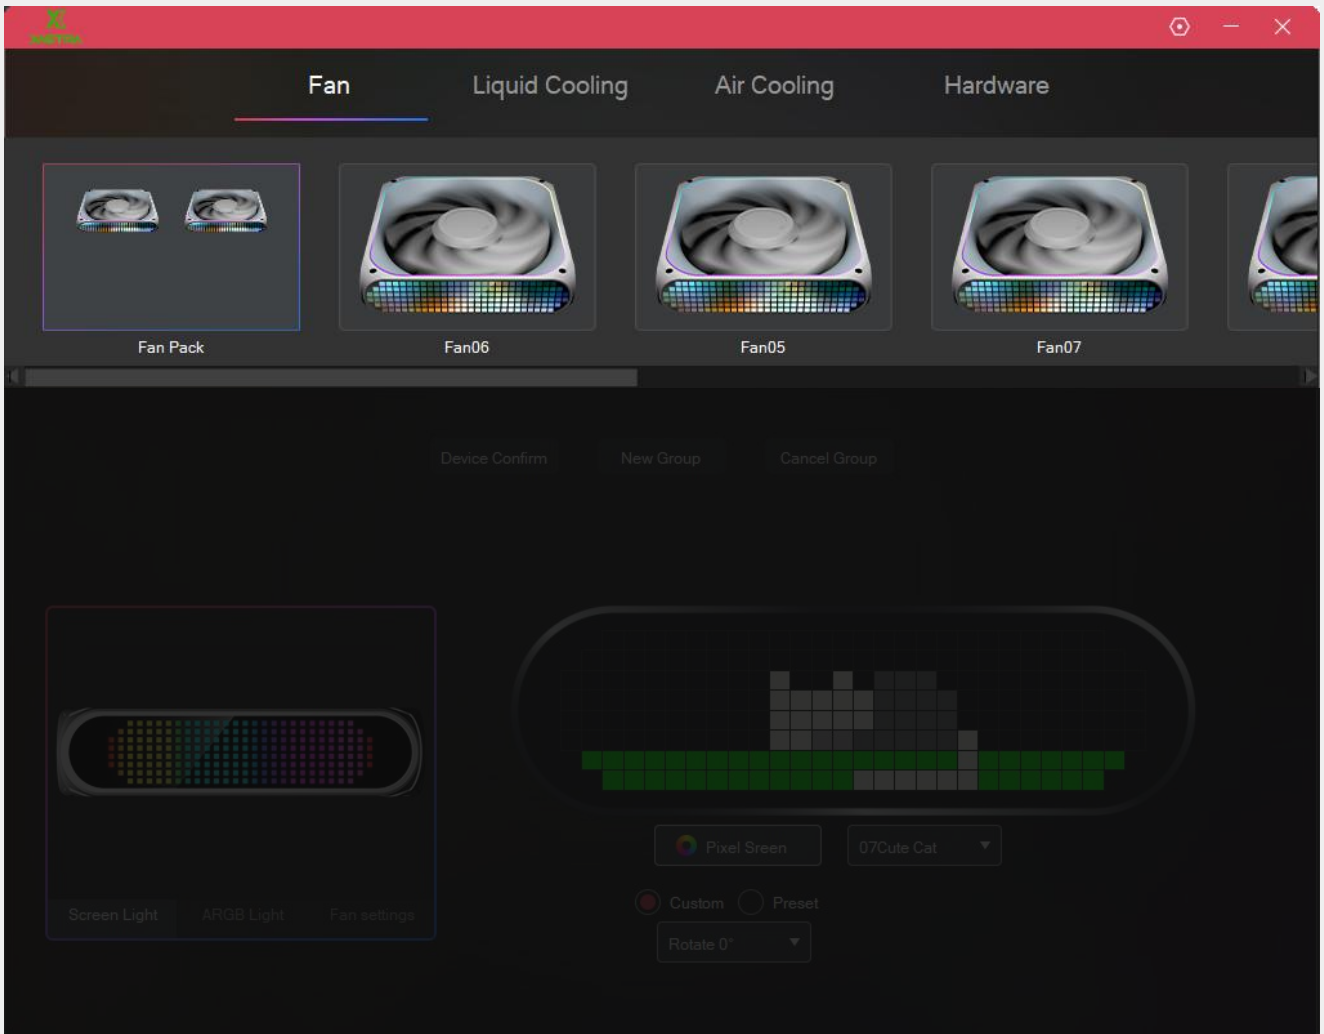 Fan
Liquid Cooling
Air Cooling
Hardware
Fan Pack
Fan06
Fan05
Fan07
Device Confirm
New Group
Cancel Group
Pixel Sreen
07Cute Cat
Custom
Preset
Rotate 0°
Screen Light
ARGB Light
Fan settings